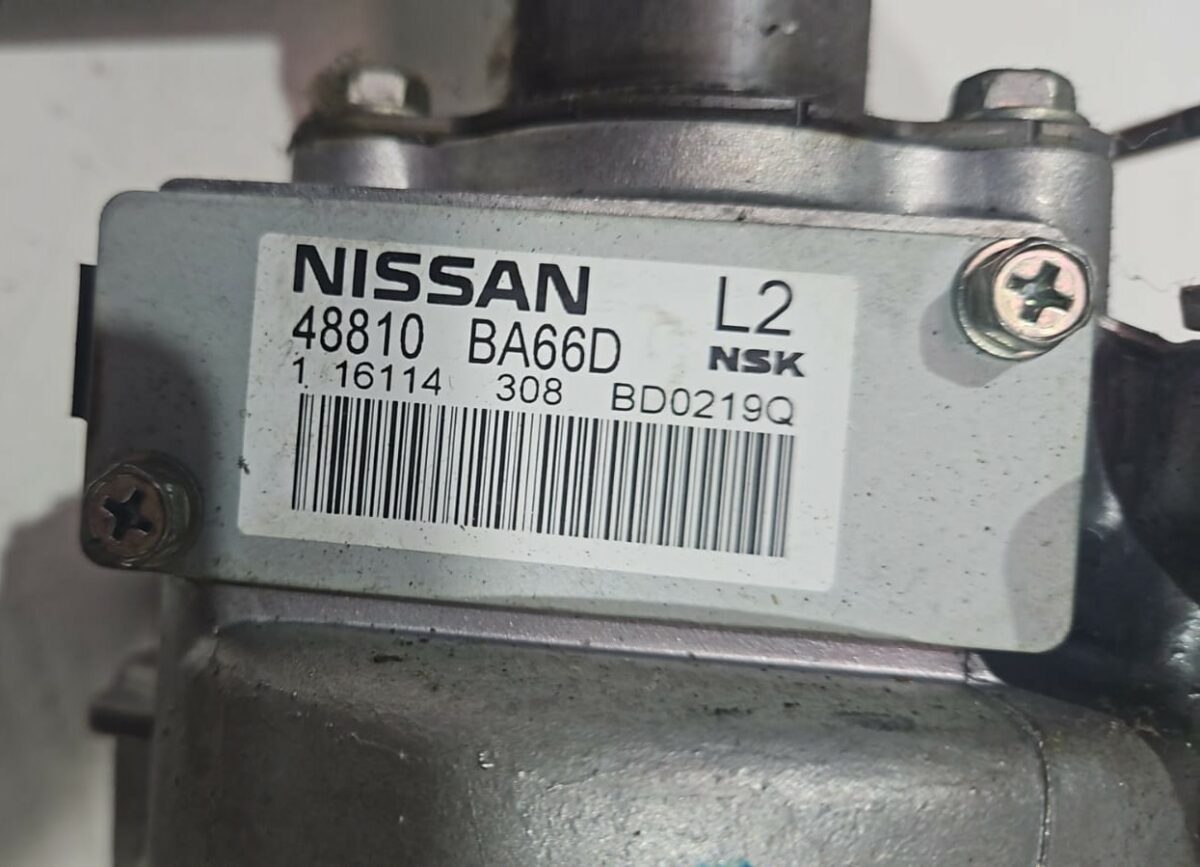 NISSAN L2
48810 BA66D NSK
1 16114 308 BD0219Q